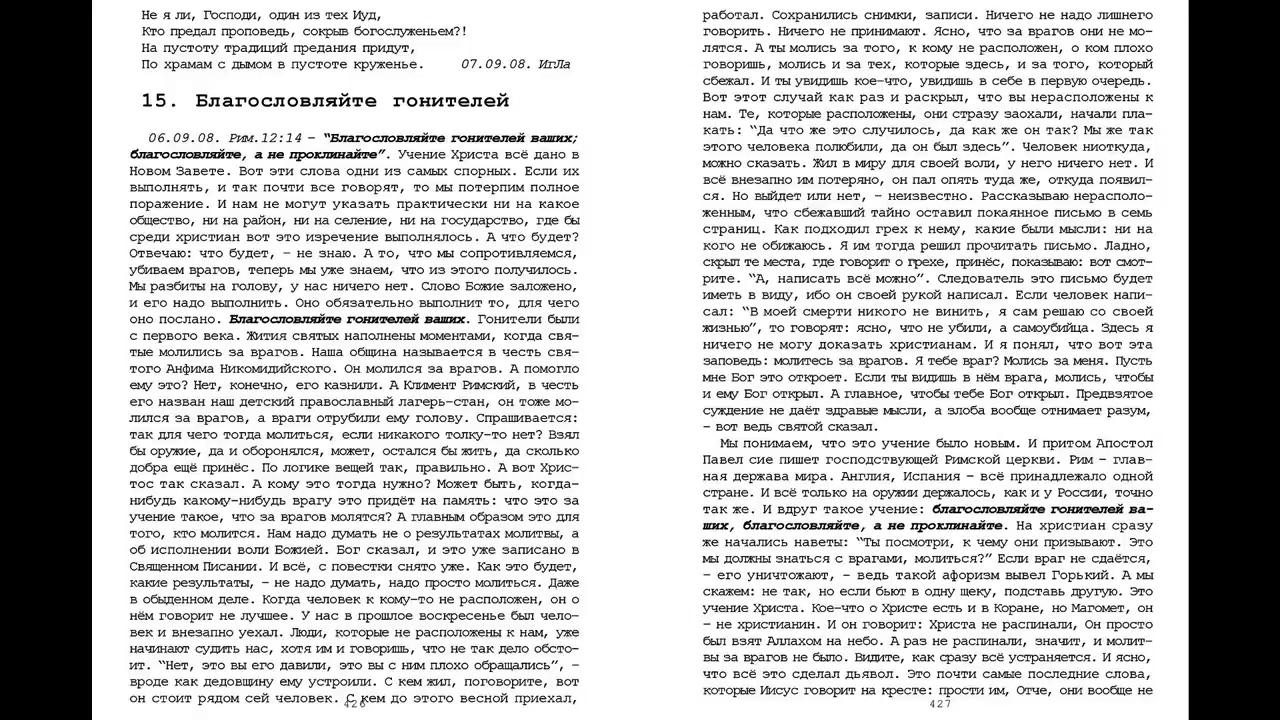 Не я ли, Господи, один из тех Иуд,
Кто предал проповедь, сокрыв богослуженьем?!
На пустоту традиций предания придут,
По храмам с дымом в пустоте круженье. 07.09.08. ИгЛа
15. Благословляйте гонителей
06.09.08. Рим.12:14 – “Благословляйте гонителей ваших;
благословляйте, а не проклинайте”. Учение Христа всё дано в
Новом Завете. Вот эти слова одни из самых спорных. Если их
выполнять, и так почти все говорят, то мы потерпим полное
поражение. И нам не могут указать практически ни на какое
общество, ни на район, ни на селение, ни на государство, где бы
среди христиан вот это изречение выполнялось. А что будет?
Отвечаю: что будет, – не знаю. А то, что мы сопротивляемся,
убиваем врагов, теперь мы уже знаем, что из этого получилось.
Мы разбиты на голову, у нас ничего нет. Слово Божие заложено,
и его надо выполнить. Оно обязательно выполнит то, для чего
оно послано. Благословляйте гонителей ваших. Гонители были
с первого века. Жития святых наполнены моментами, когда свя-
тые молились за врагов. Наша община называется в честь свя-
того Анфима Никомидийского. Он молился за врагов. А помогло
ему это? Нет, конечно, его казнили. А Климент Римский, в честь
его назван наш детский православный лагерь-стан, он тоже мо-
лился за врагов, а враги отрубили ему голову. Спрашивается:
так для чего тогда молиться, если никакого толку-то нет? Взял
бы оружие, да и оборонялся, может, остался бы жить, да сколько
добра ещё принёс. По логике вещей так, правильно. А вот Хрис-
тос так сказал. А кому это тогда нужно? Может быть, когда-
нибудь какому-нибудь врагу это придёт на память: что это за
учение такое, что за врагов молятся? А главным образом это для
того, кто молится. Нам надо думать не о результатах молитвы, а
об исполнении воли Божией. Бог сказал, и это уже записано в
Священном Писании. И всё, с повестки снято уже. Как это будет,
какие результаты, – не надо думать, надо просто молиться. Даже
в обыденном деле. Когда человек к кому-то не расположен, он о
нём говорит не лучшее. У нас в прошлое воскресенье был чело-
век и внезапно уехал. Люди, которые не расположены к нам, уже
начинают судить нас, хотя им и говоришь, что не так дело обсто-
ит. “Нет, это вы его давили, это вы с ним плохо обращались”, –
вроде как дедовщину ему устроили. С кем жил, поговорите, вот
он стоит рядом сей человек. С кем до этого весной приехал,
426
работал. Сохранились снимки, записи. Ничего не надо лишнего
говорить. Ничего не принимают. Ясно, что за врагов они не мо-
лятся. А ты молись за того, к кому не расположен, о ком плохо
говоришь, молись и за тех, которые здесь, и за того, который
сбежал. И ты увидишь кое-что, увидишь в себе в первую очередь.
Вот этот случай как раз и раскрыл, что вы нерасположены к
нам. Те, которые расположены, они сразу заохали, начали пла-
кать: “Да что же это случилось, да как же он так? Мы же так
этого человека полюбили, да он был здесь”. Человек ниоткуда,
можно сказать. Жил в миру для своей воли, у него ничего нет. И
всё внезапно им потеряно, он пал опять туда же, откуда появил-
ся. Но выйдет или нет, – неизвестно. Рассказываю нерасполо-
женным, что сбежавший тайно оставил покаянное письмо в семь
страниц. Как подходил грех к нему, какие были мысли: ни на
кого не обижаюсь. Я им тогда решил прочитать письмо. Ладно,
скрыл те места, где говорит о грехе, принёс, показываю: вот смот-
рите. “А, написать всё можно”. Следователь это письмо будет
иметь в виду, ибо он своей рукой написал. Если человек напи-
сал: “В моей смерти никого не винить, я сам решаю со своей
жизнью”, то говорят: ясно, что не убили, а самоубийца. Здесь я
ничего не могу доказать христианам. И я понял, что вот эта
заповедь: молитесь за врагов. Я тебе враг? Молись за меня. Пусть
мне Бог это откроет. Если ты видишь в нём врага, молись, чтобы
и ему Бог открыл. А главное, чтобы тебе Бог открыл. Предвзятое
суждение не даёт здравые мысли, а злоба вообще отнимает разум,
– вот ведь святой сказал.
Мы понимаем, что это учение было новым. И притом Апостол
Павел сие пишет господствующей Римской церкви. Рим – глав-
ная держава мира. Англия, Испания – всё принадлежало одной
стране. И всё только на оружии держалось, как и у России, точно
так же. И вдруг такое учение: благословляйте гонителей ва-
ших, благословляйте, а не проклинайте. На христиан сразу
же начались наветы: “Ты посмотри, к чему они призывают. Это
мы должны знаться с врагами, молиться?” Если враг не сдаётся,
– его уничтожают, – ведь такой афоризм вывел Горький. А мы
скажем: не так, но если бьют в одну щеку, подставь другую. Это
учение Христа. Кое-что о Христе есть и в Коране, но Магомет, он
– не христианин. И он говорит: Христа не распинали, Он просто
был взят Аллахом на небо. А раз не распинали, значит, и молит-
вы за врагов не было. Видите, как сразу всё устраняется. И ясно,
что всё это сделал дьявол. Это почти самые последние слова,
которые Иисус говорит на кресте: прости им, Отче, они вообще не
427